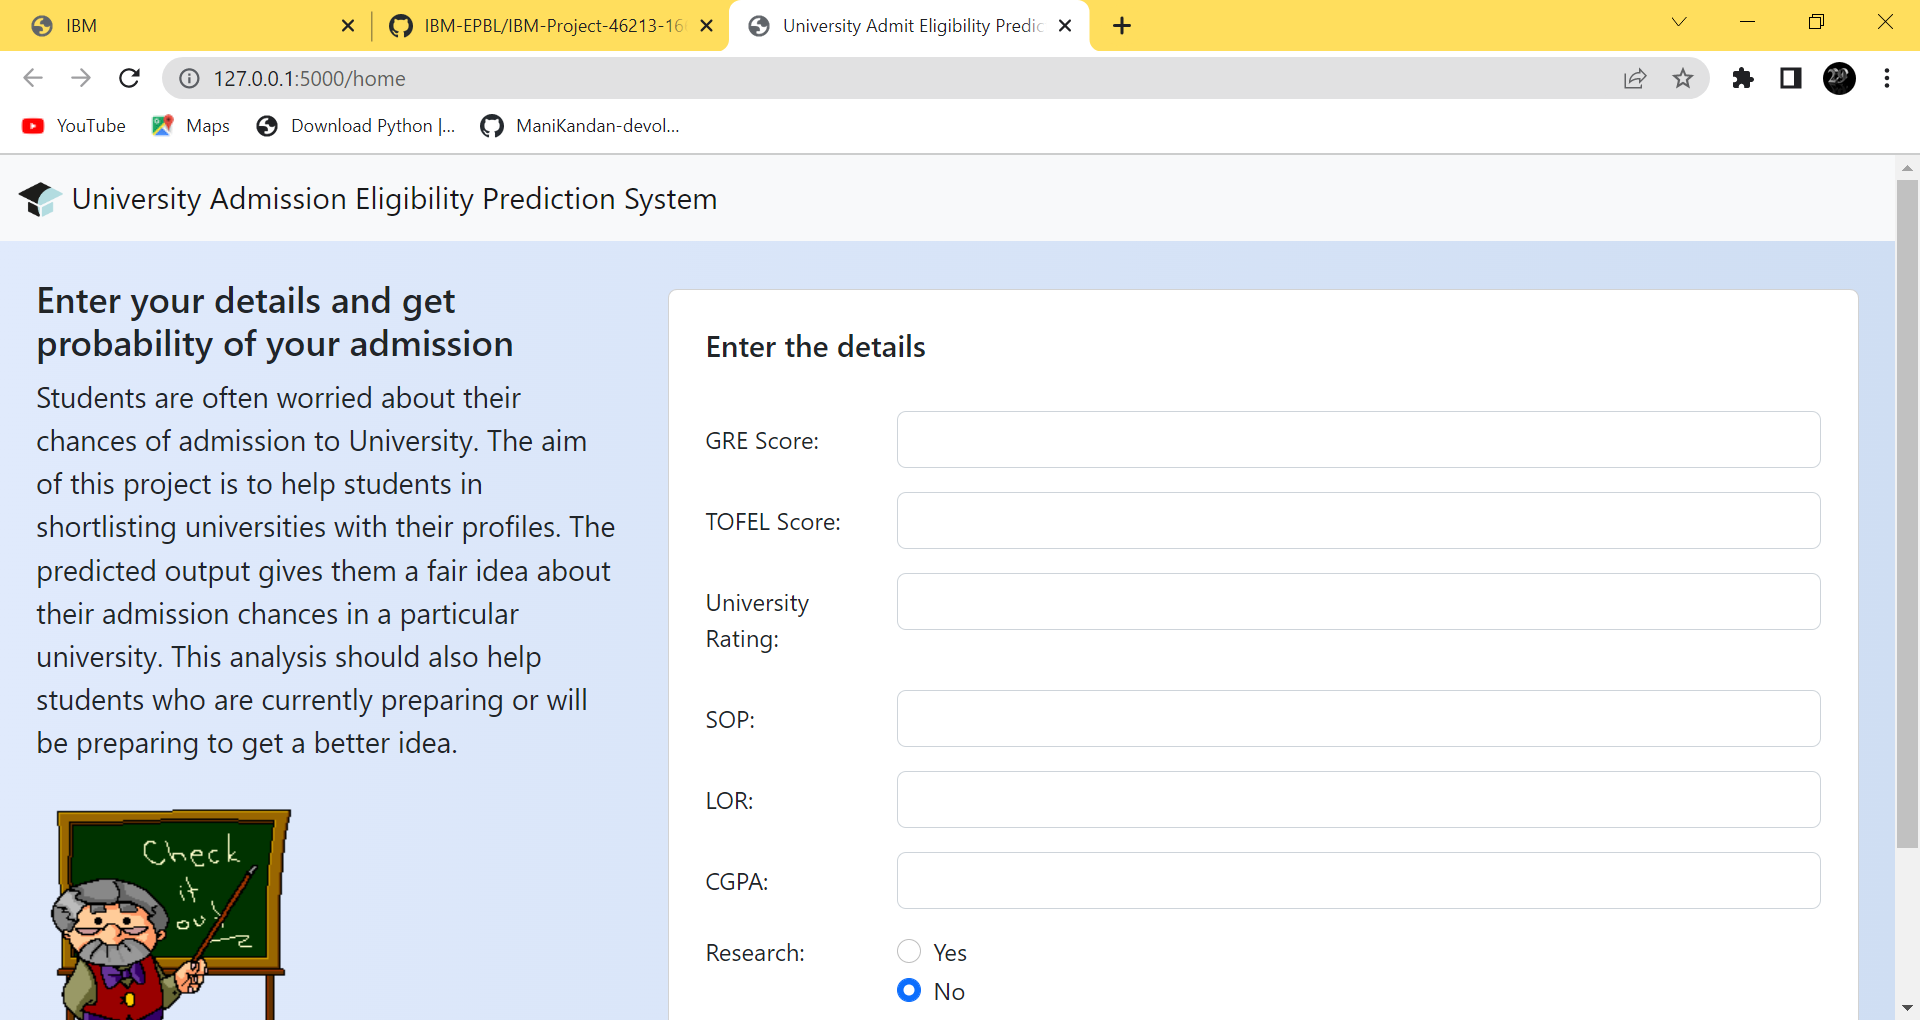 IBM
IBM-EPBL/IBM-Project-46213-16
University Admit Eligibility Predic
127.0.0.1:5000/home
YouTube
Maps
Download Python |...
ManiKandan-devol...
University Admission Eligibility Prediction System
Enter your details and get
probability of your admission
Students are often worried about their
chances of admission to University. The aim
of this project is to help students in
shortlisting universities with their profiles. The
predicted output gives them a fair idea about
their admission chances in a particular
university. This analysis should also help
students who are currently preparing or will
be preparing to get a better idea.
Check
it
out!
Enter the details
GRE Score:
TOFEL Score:
University
Rating:
SOP:
LOR:
CGPA:
Research:
Yes
No